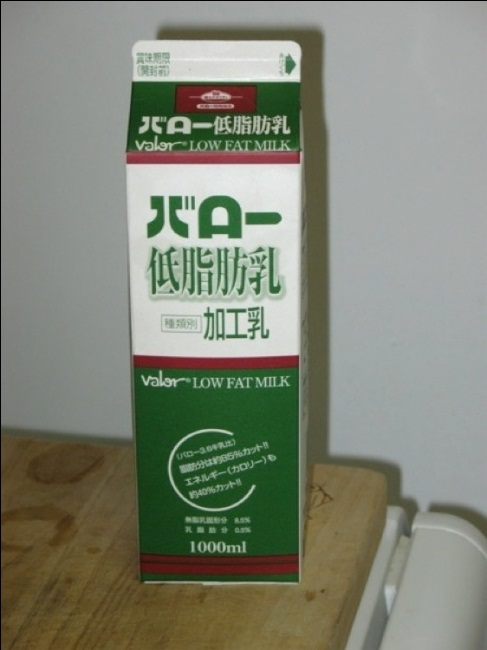 賞味期限
(開封前)
バロー低脂肪乳
Valor® LOW FAT MILK
バロー
低脂肪乳
種類別 加工乳
Valor® LOW FAT MILK
(バロー3.6牛乳比)
脂肪分は約85%カット!!
エネルギー(カロリー)も
約40%カット!!
無脂乳固形分 8.5%
乳脂肪分 0.5%
1000ml